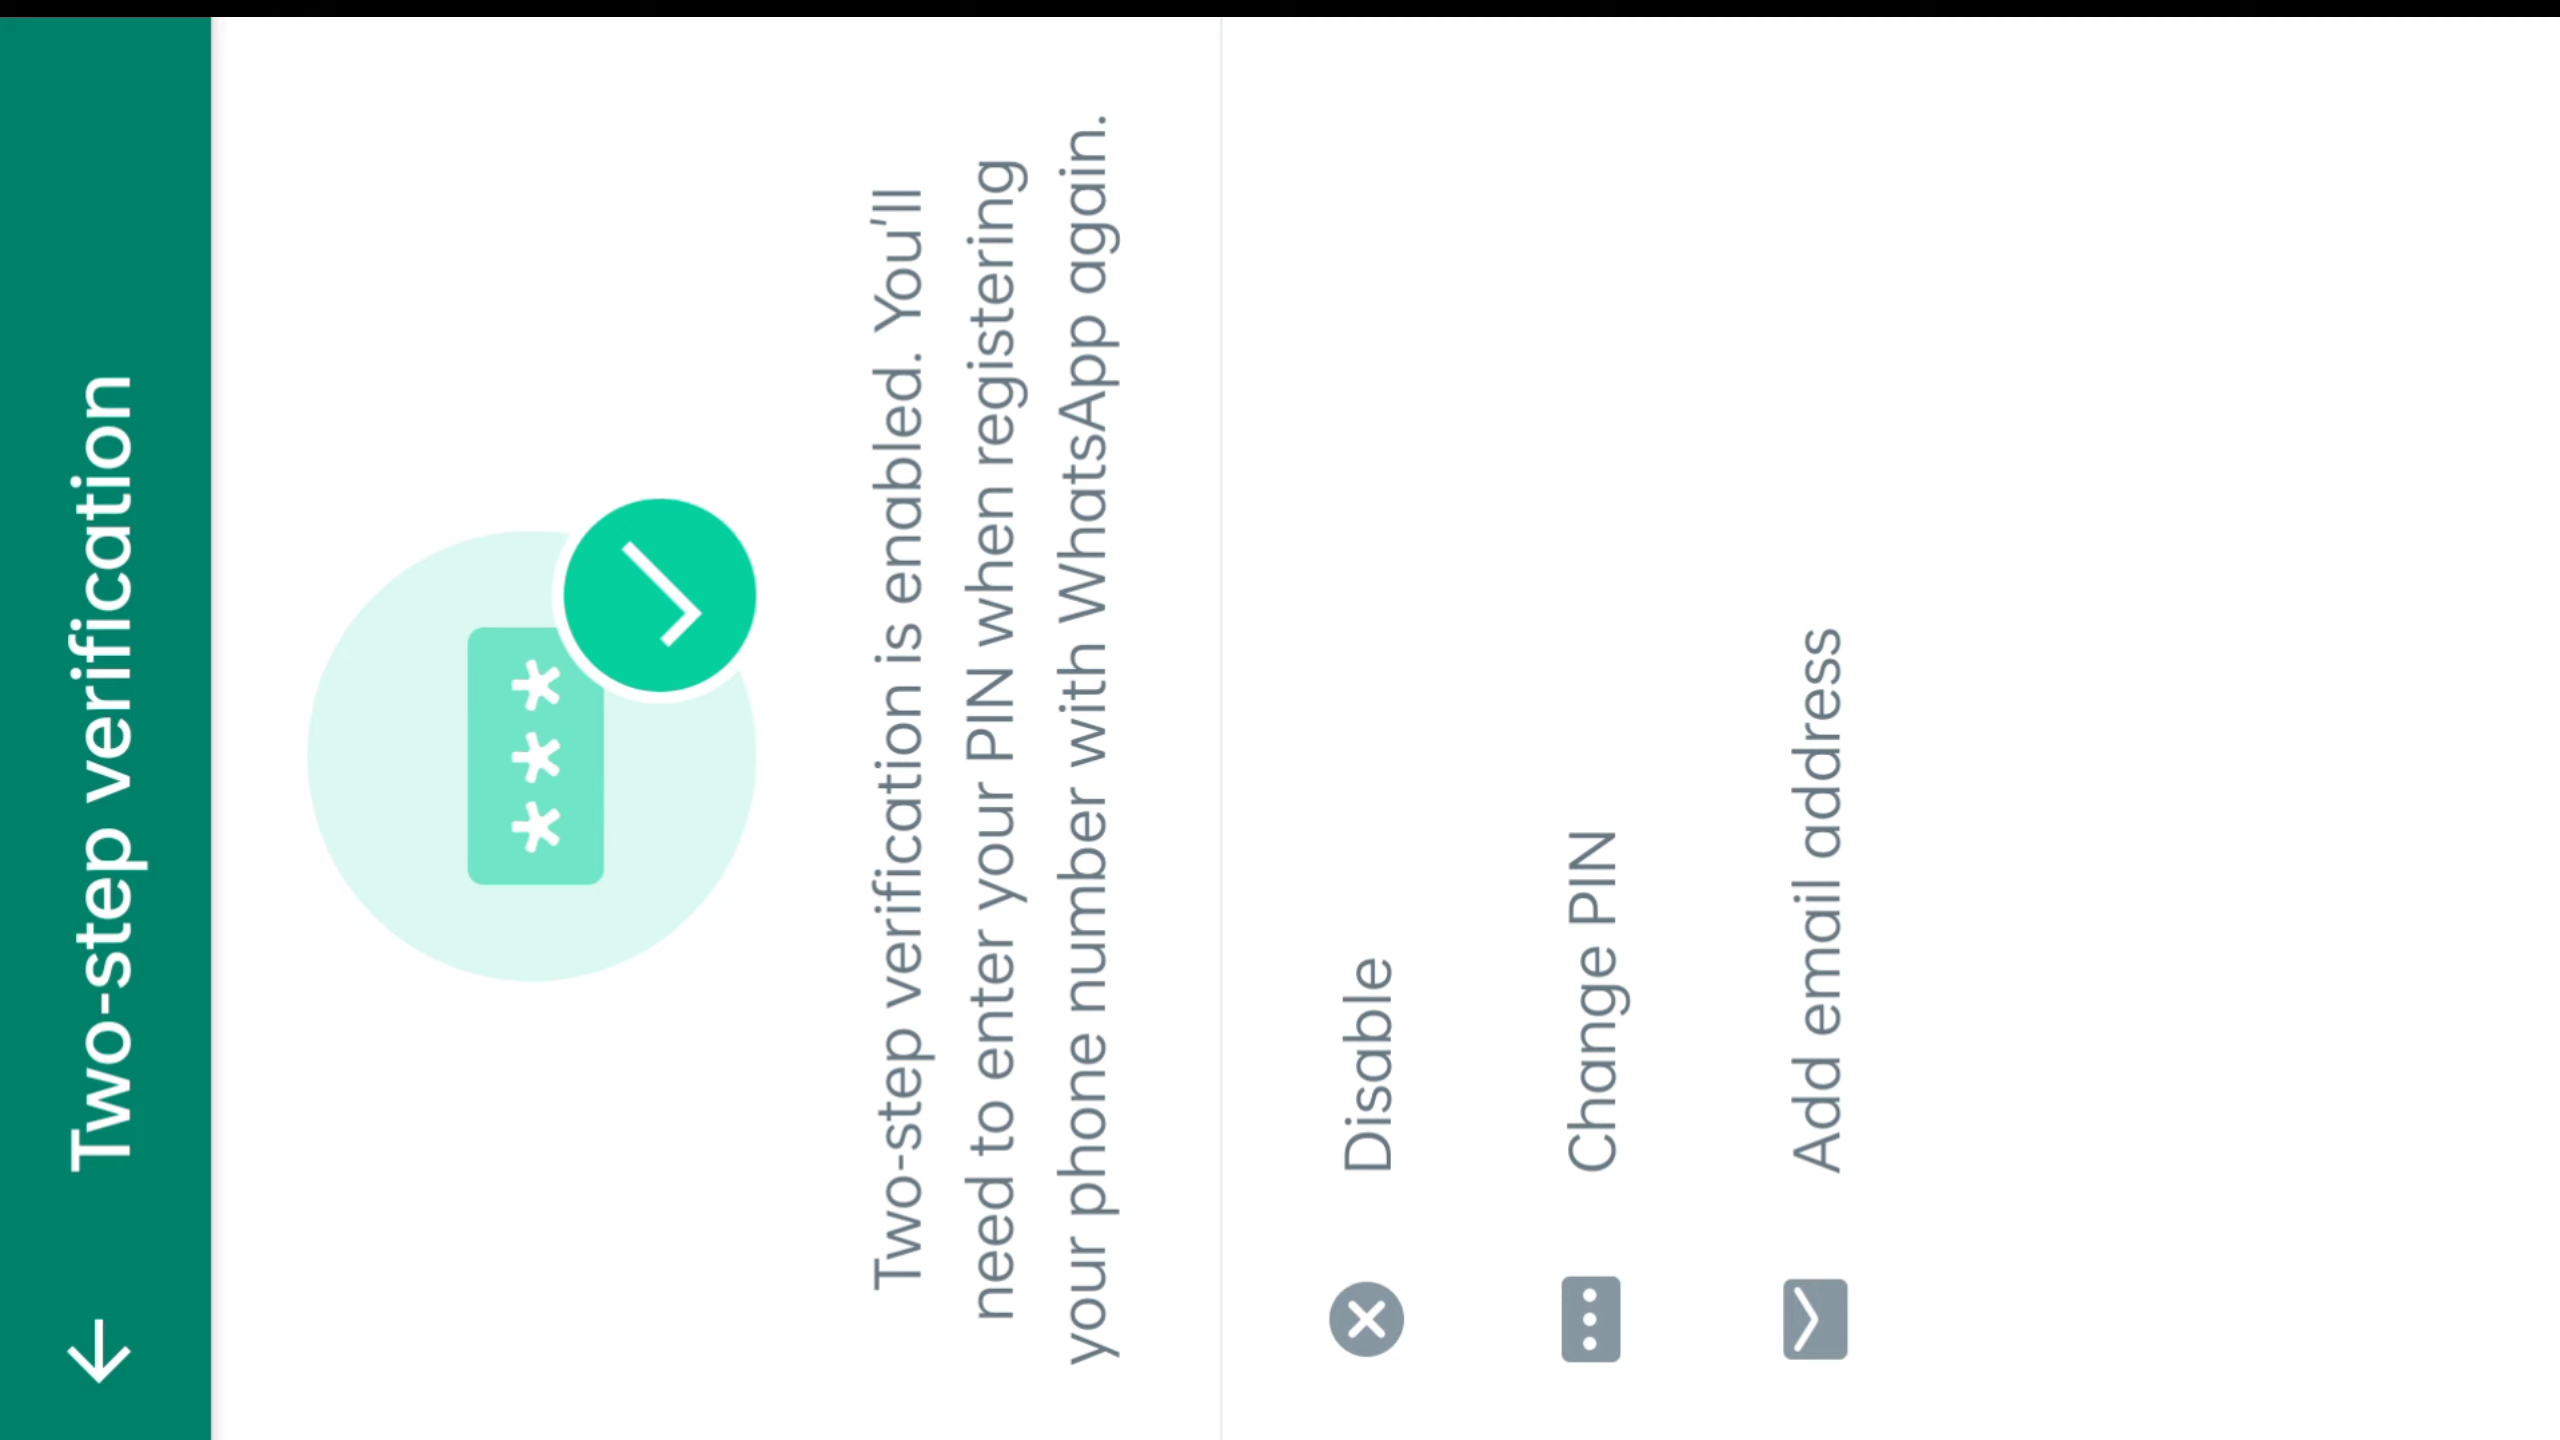 Two-step verification
***
Two-step verification is enabled. You'll
need to enter your PIN when registering
your phone number with WhatsApp again.
Disable
Change PIN
Add email address